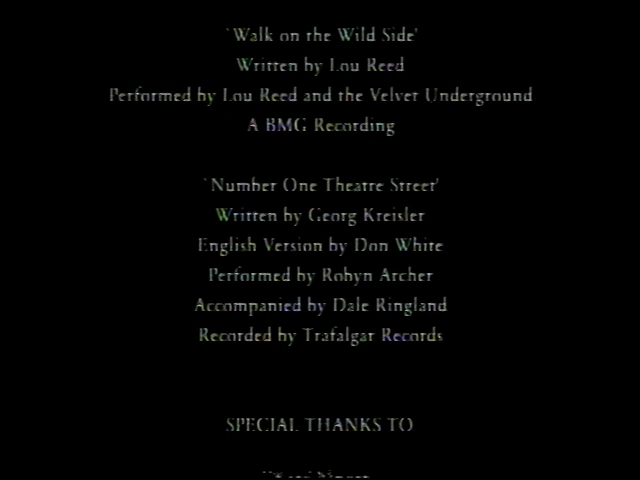 `Walk on the Wild Side'
Written by Lou Reed
Performed by Lou Reed and the Velvet Underground
A BMG Recording
`Number One Theatre Street'
Written by Georg Kreisler
English Version by Don White
Performed by Robyn Archer
Accompanied by Dale Ringland
Recorded by Trafalgar Records
SPECIAL THANKS TO